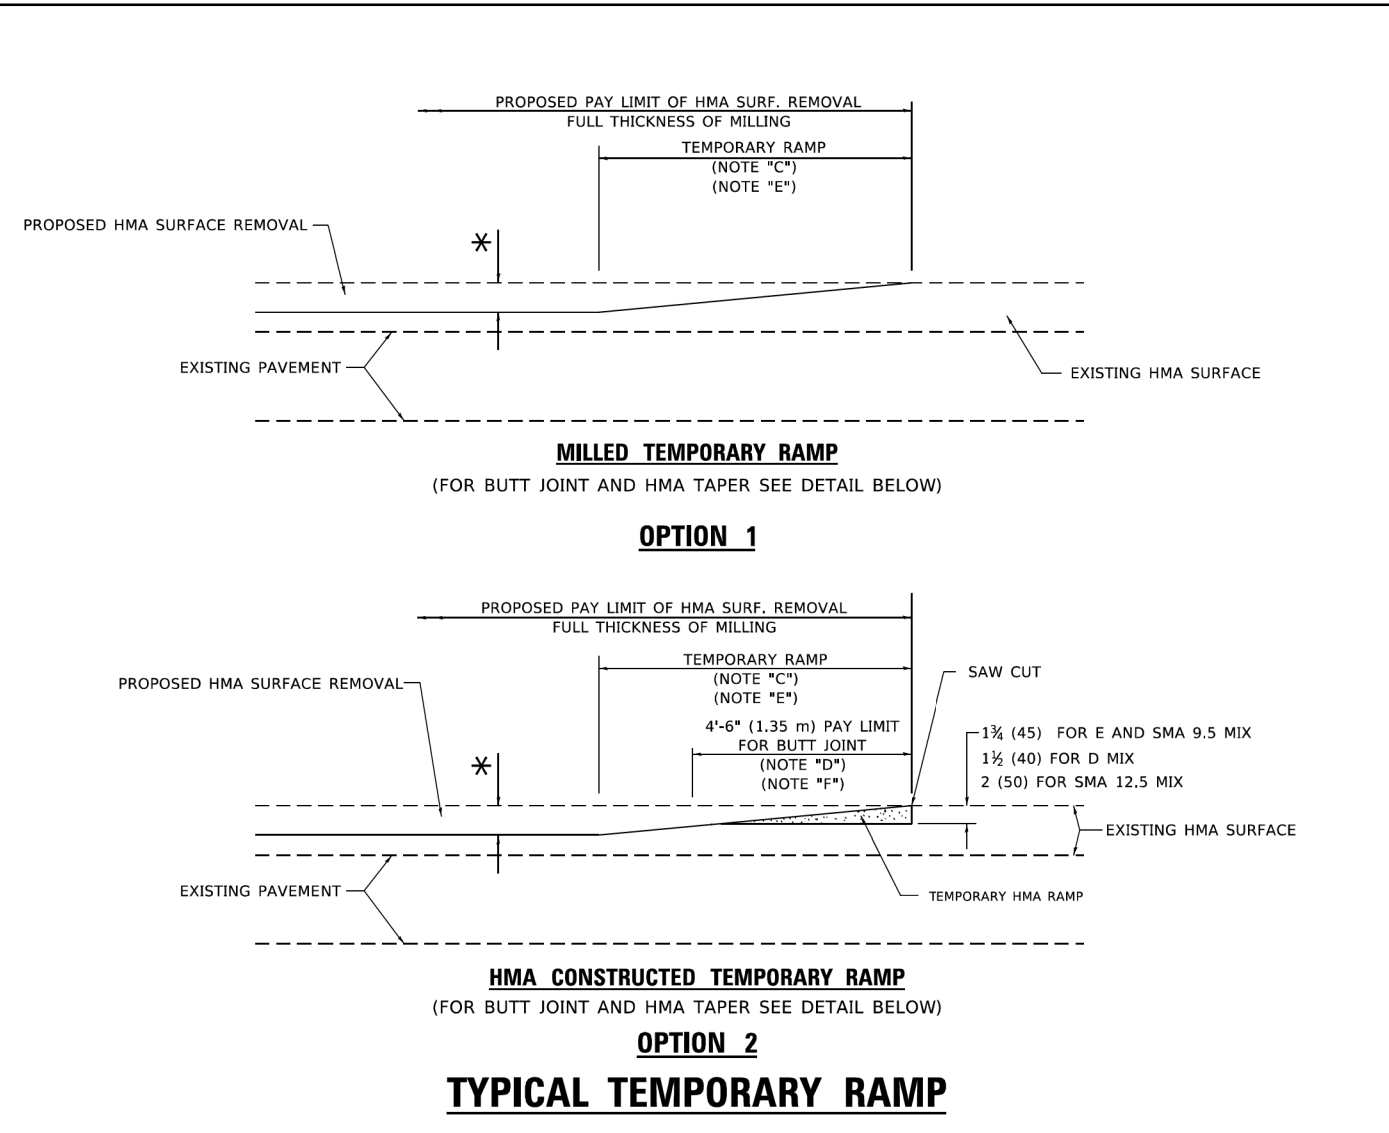 PROPOSED PAY LIMIT OF HMA SURF. REMOVAL
FULL THICKNESS OF MILLING
TEMPORARY RAMP
(NOTE "C")
(NOTE "E")
PROPOSED HMA SURFACE REMOVAL
*
EXISTING PAVEMENT
EXISTING HMA SURFACE
MILLED TEMPORARY RAMP
(FOR BUTT JOINT AND HMA TAPER SEE DETAIL BELOW)
OPTION 1
PROPOSED PAY LIMIT OF HMA SURF. REMOVAL
FULL THICKNESS OF MILLING
TEMPORARY RAMP
(NOTE "C")
(NOTE "E")
SAW CUT
PROPOSED HMA SURFACE REMOVAL
4'-6" (1.35 m) PAY LIMIT
FOR BUTT JOINT
(NOTE "D")
(NOTE "F")
1¾ (45) FOR E AND SMA 9.5 MIX
1½ (40) FOR D MIX
2 (50) FOR SMA 12.5 MIX
*
EXISTING HMA SURFACE
EXISTING PAVEMENT
TEMPORARY HMA RAMP
HMA CONSTRUCTED TEMPORARY RAMP
(FOR BUTT JOINT AND HMA TAPER SEE DETAIL BELOW)
OPTION 2
TYPICAL TEMPORARY RAMP